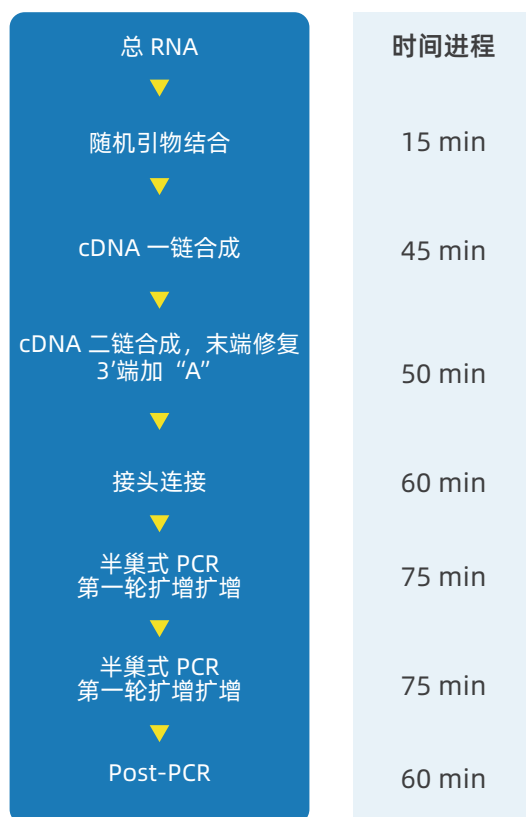 总 RNA
时间进程
随机引物结合
15 min
cDNA 一链合成
45 min
cDNA 二链合成，末端修复
3’端加“A”
50 min
接头连接
60 min
半巢式 PCR
第一轮扩增扩增
75 min
半巢式 PCR
第一轮扩增扩增
75 min
Post-PCR
60 min